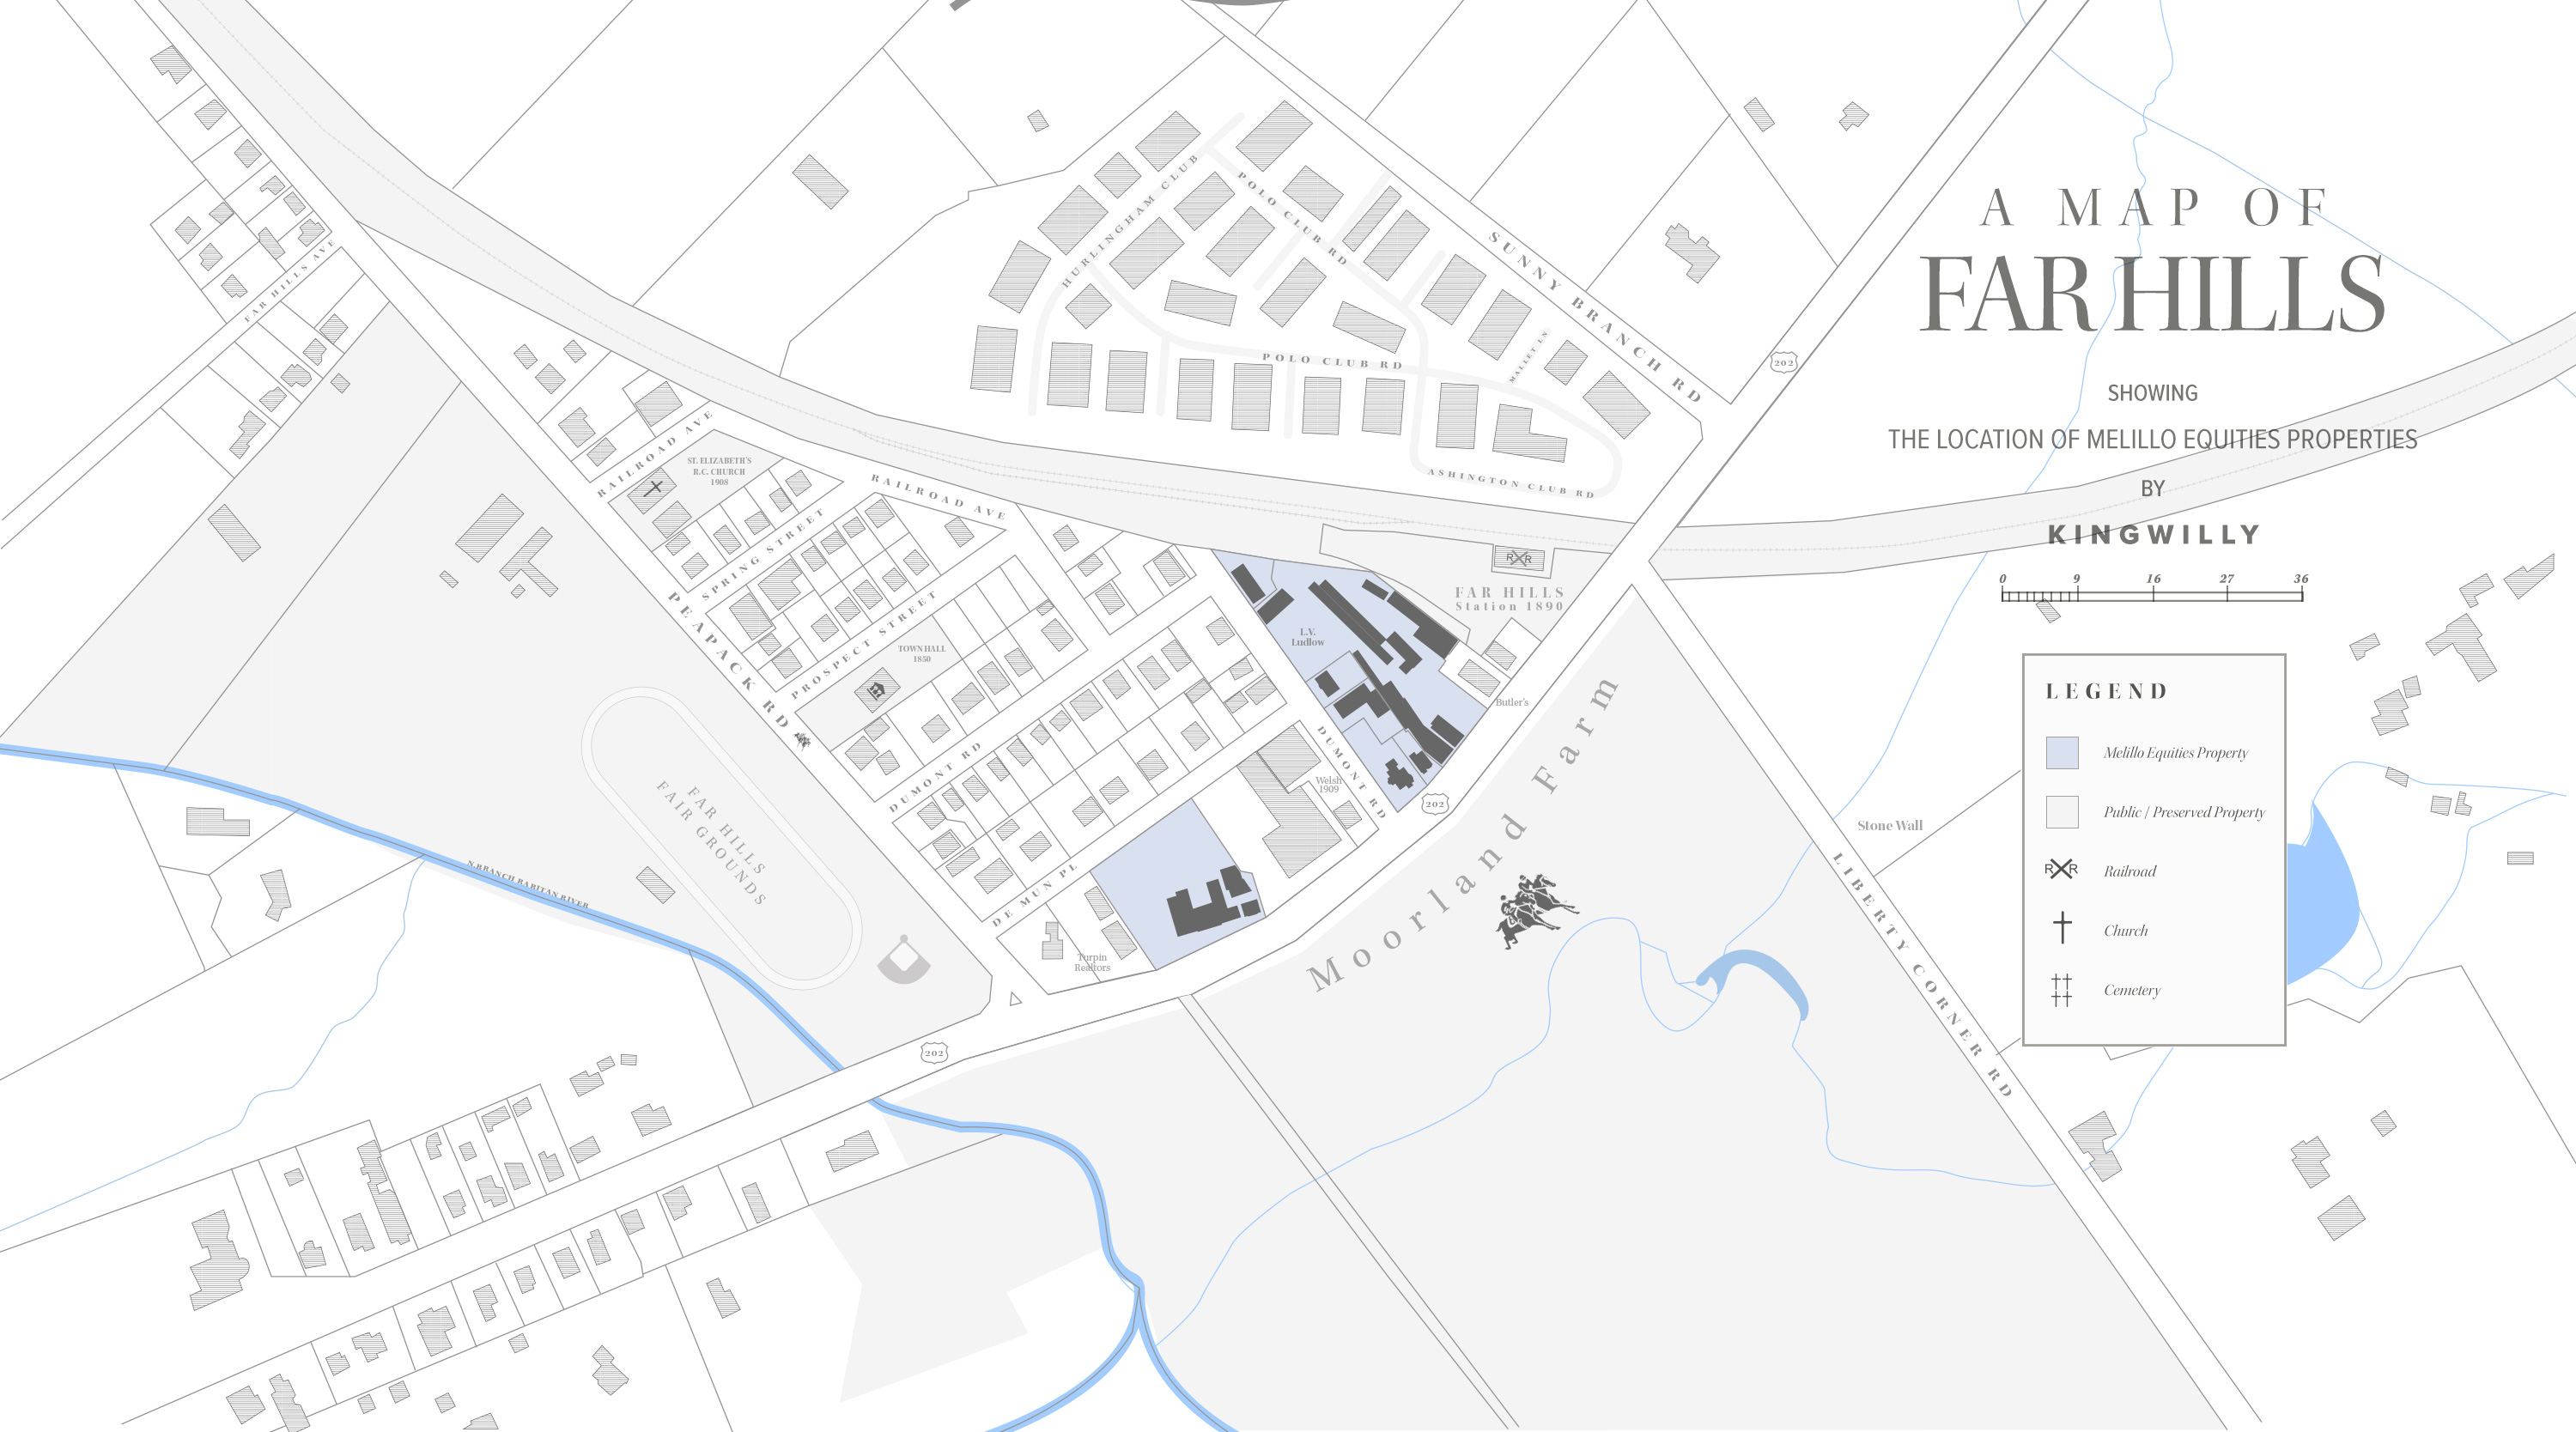 A MAP OF
FAR HILLS
SHOWING
THE LOCATION OF MELILLO EQUITIES PROPERTIES
BY
KINGWILLY
0 9 16 27 36
LEGEND
Melillo Equities Property
Public / Preserved Property
R R Railroad
Church
Cemetery
FAR HILLS AVE
HURLINGHAM CLUB
POLO CLUB RD
SUNNY BRANCH RD
202
MALLET LN
POLO CLUB RD
ASHINGTON CLUB RD
RAILROAD AVE
ST. ELIZABETH'S
R.C. CHURCH
1908
RAILROAD AVE
SPRING STREET
R R
FAR HILLS
Station 1890
PEAPACK RD
PROSPECT STREET
TOWN HALL
1850
L.V.
Ludlow
Butler's
DUMONT RD
DUMONT RD
Welsh
1909
202
Moorland Farm
Stone Wall
FAR HILLS
FAIR GROUNDS
N.BRANCH RARITAN RIVER
DE MUN PL
Turpin
Realtors
LIBERTY CORNER RD
202